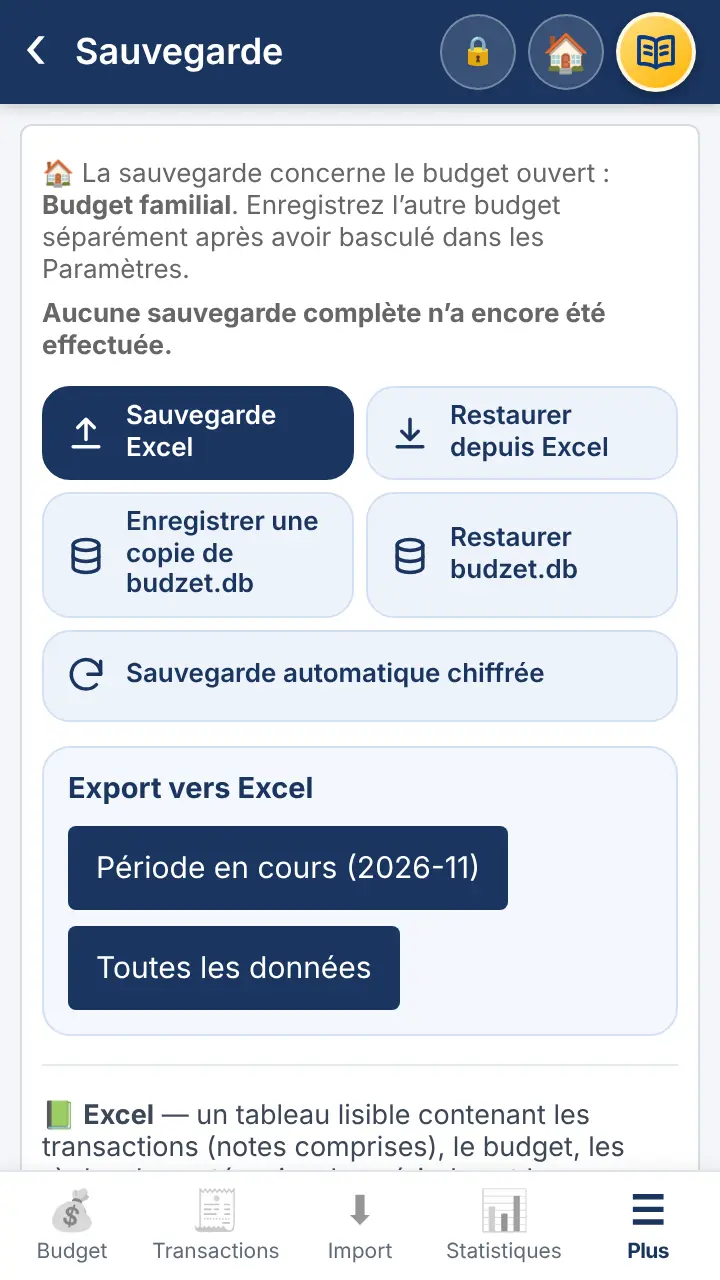 Sauvegarde
La sauvegarde concerne le budget ouvert :
Budget familial. Enregistrez l’autre budget
séparément après avoir basculé dans les
Paramètres.
Aucune sauvegarde complète n’a encore été
effectuée.
Sauvegarde
Excel
Restaurer
depuis Excel
Enregistrer une
copie de
budzet.db
Restaurer
budzet.db
Sauvegarde automatique chiffrée
Export vers Excel
Période en cours (2026-11)
Toutes les données
Excel — un tableau lisible contenant les
transactions (notes comprises), le budget, les
Budget
Transactions
Import
Statistiques
Plus